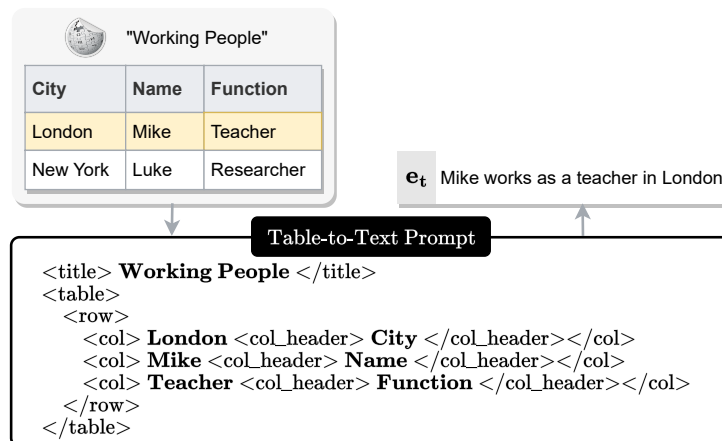 "Working People"
City Name Function
London Mike Teacher
New York Luke Researcher
e_t Mike works as a teacher in London
Table-to-Text Prompt
<title> Working People </title>
<table>
<row>
<col> London <col_header> City </col_header></col>
<col> Mike <col_header> Name </col_header></col>
<col> Teacher <col_header> Function </col_header></col>
</row>
</table>